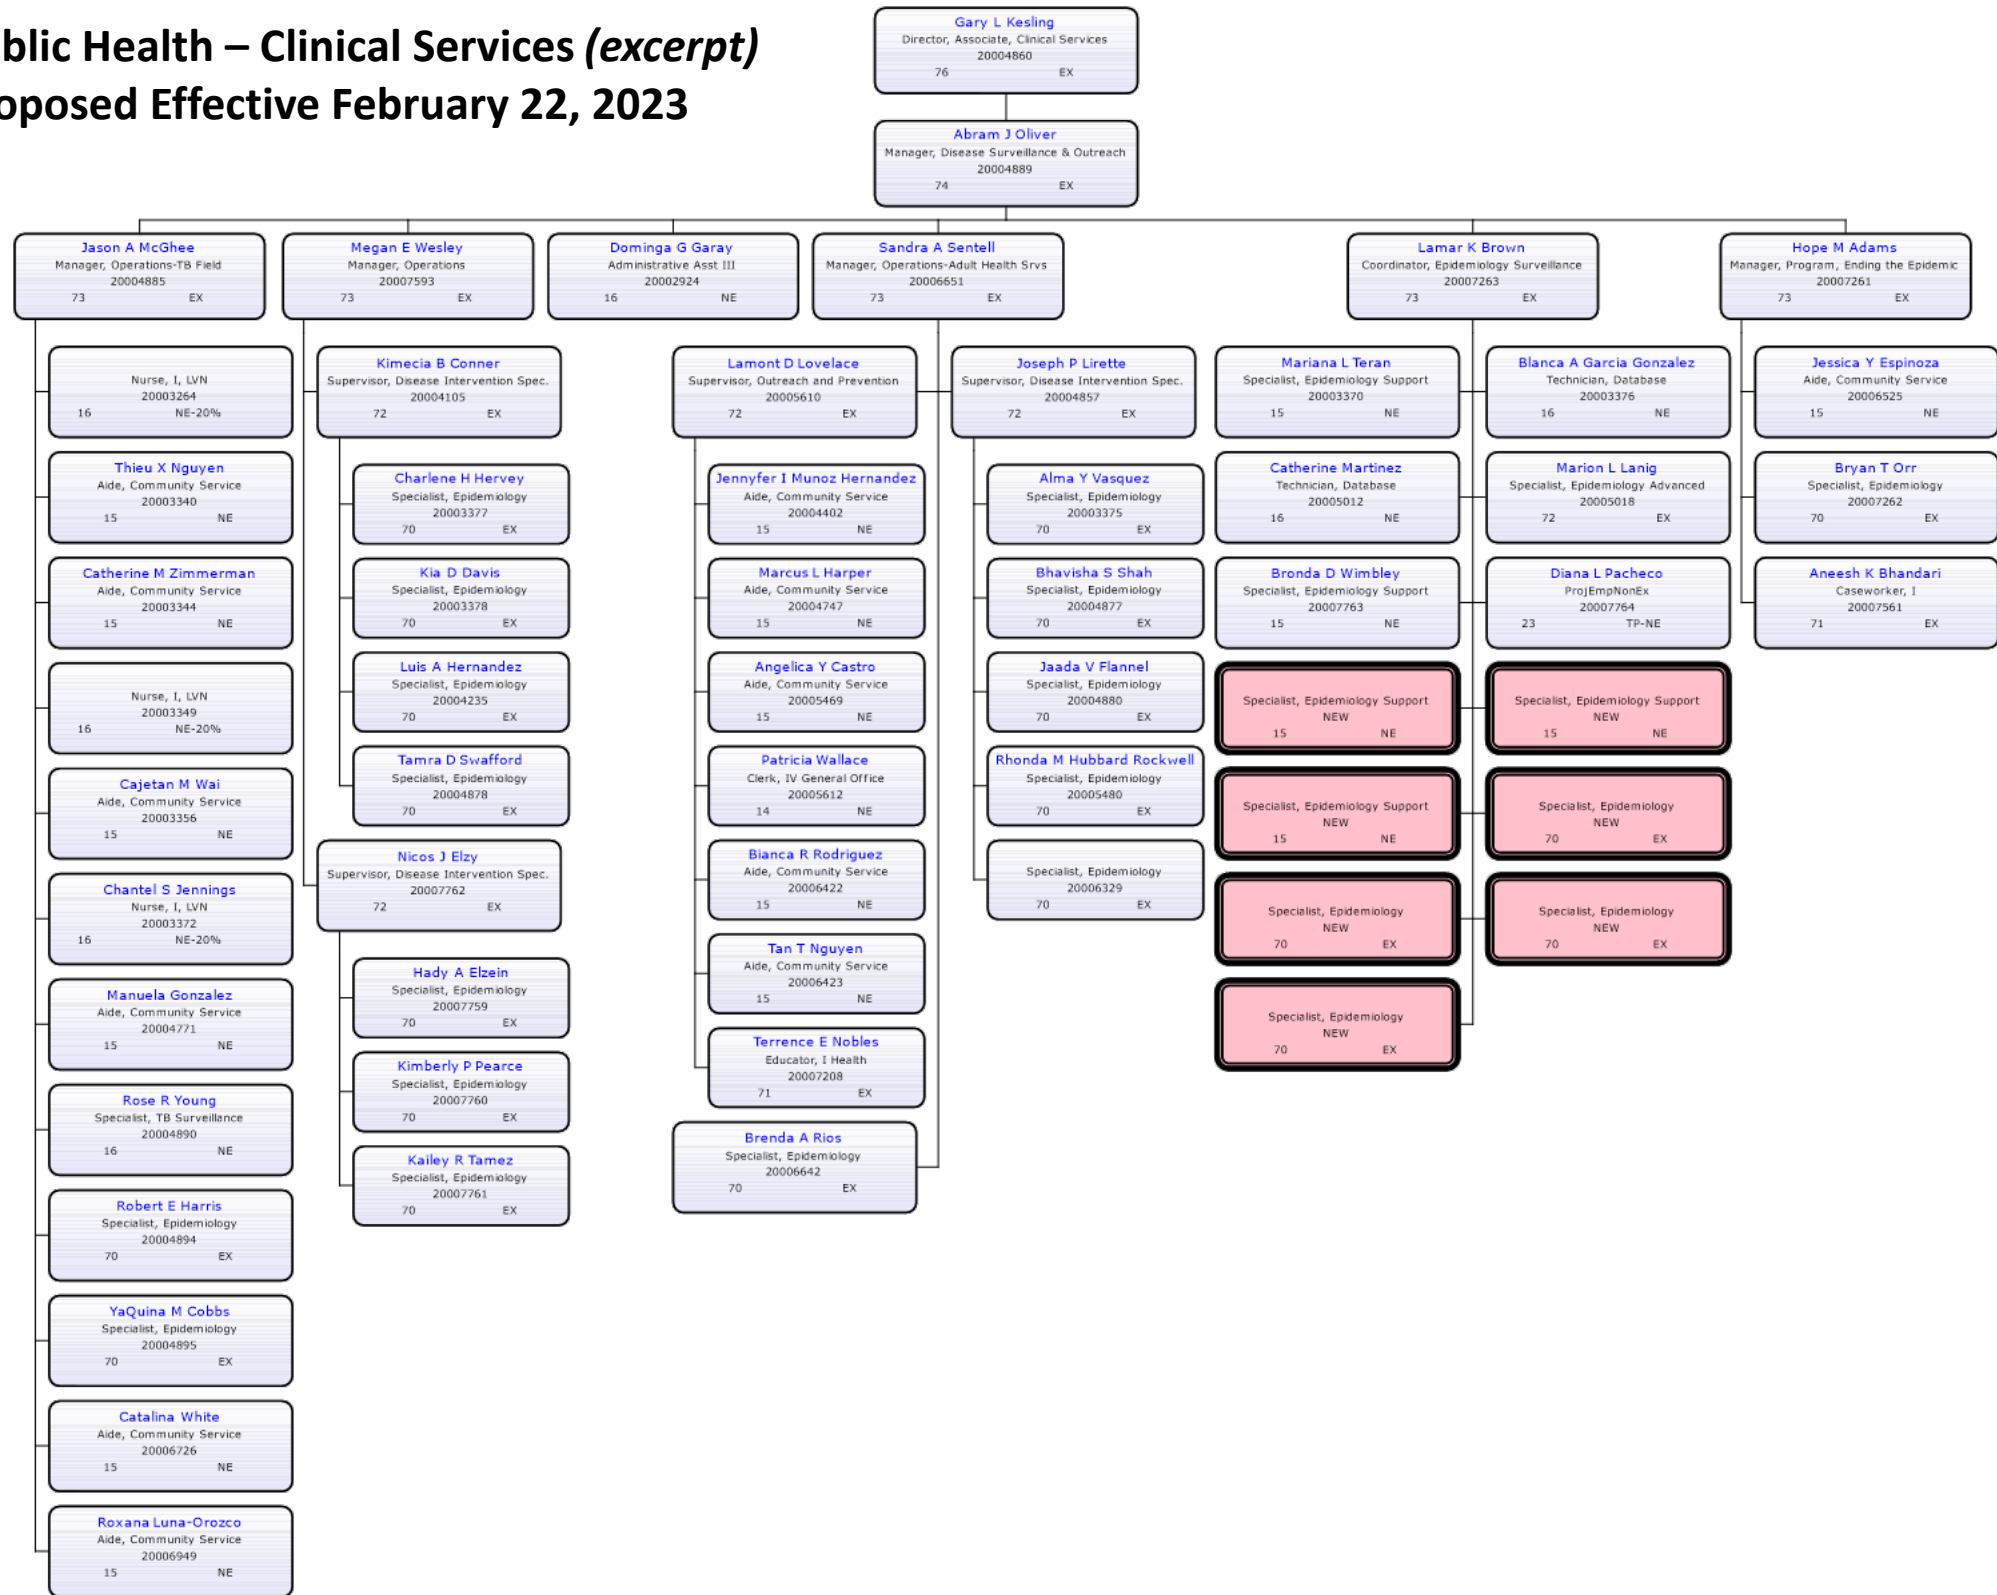 blic Health – Clinical Services (excerpt)
oposed Effective February 22, 2023
Gary L Kesling
Director, Associate, Clinical Services
20004860
76 EX
Abram J Oliver
Manager, Disease Surveillance & Outreach
20004889
74 EX
Jason A McGhee
Manager, Operations-TB Field
20004885
73 EX
Megan E Wesley
Manager, Operations
20007593
73 EX
Dominga G Garay
Administrative Asst III
20002924
16 NE
Sandra A Sentell
Manager, Operations-Adult Health Srvs
20006651
73 EX
Lamar K Brown
Coordinator, Epidemiology Surveillance
20007263
73 EX
Hope M Adams
Manager, Program, Ending the Epidemic
20007261
73 EX
Nurse, I, LVN
20003264
16 NE-20%
Thieu X Nguyen
Aide, Community Service
20003340
15 NE
Catherine M Zimmerman
Aide, Community Service
20003344
15 NE
Nurse, I, LVN
20003349
16 NE-20%
Cajetan M Wai
Aide, Community Service
20003356
15 NE
Chantel S Jennings
Nurse, I, LVN
20003372
16 NE-20%
Manuela Gonzalez
Aide, Community Service
20004771
15 NE
Rose R Young
Specialist, TB Surveillance
20004890
16 NE
Robert E Harris
Specialist, Epidemiology
20004894
70 EX
YaQuina M Cobbs
Specialist, Epidemiology
20004895
70 EX
Catalina White
Aide, Community Service
20006726
15 NE
Roxana Luna-Orozco
Aide, Community Service
20006949
15 NE
Kimecia B Conner
Supervisor, Disease Intervention Spec.
20004105
72 EX
Charlene H Hervey
Specialist, Epidemiology
20003377
70 EX
Kia D Davis
Specialist, Epidemiology
20003378
70 EX
Luis A Hernandez
Specialist, Epidemiology
20004235
70 EX
Tamra D Swafford
Specialist, Epidemiology
20004878
70 EX
Nicos J Elzy
Supervisor, Disease Intervention Spec.
20007762
72 EX
Hady A Elzein
Specialist, Epidemiology
20007759
70 EX
Kimberly P Pearce
Specialist, Epidemiology
20007760
70 EX
Kailey R Tamez
Specialist, Epidemiology
20007761
70 EX
Lamont D Lovelace
Supervisor, Outreach and Prevention
20005610
72 EX
Jennyfer I Munoz Hernandez
Aide, Community Service
20004402
15 NE
Marcus L Harper
Aide, Community Service
20004747
15 NE
Angelica Y Castro
Aide, Community Service
20005469
15 NE
Patricia Wallace
Clerk, IV General Office
20005612
14 NE
Bianca R Rodriguez
Aide, Community Service
20006422
15 NE
Tan T Nguyen
Aide, Community Service
20006423
15 NE
Terrence E Nobles
Educator, I Health
20007208
71 EX
Brenda A Rios
Specialist, Epidemiology
20006642
70 EX
Joseph P Lirette
Supervisor, Disease Intervention Spec.
20004857
72 EX
Alma Y Vasquez
Specialist, Epidemiology
20003375
70 EX
Bhavisha S Shah
Specialist, Epidemiology
20004877
70 EX
Jaada V Flannel
Specialist, Epidemiology
20004880
70 EX
Rhonda M Hubbard Rockwell
Specialist, Epidemiology
20005480
70 EX
Specialist, Epidemiology
20006329
70 EX
Mariana L Teran
Specialist, Epidemiology Support
20003370
15 NE
Blanca A Garcia Gonzalez
Technician, Database
20003376
16 NE
Catherine Martinez
Technician, Database
20005012
16 NE
Marion L Lanig
Specialist, Epidemiology Advanced
20005018
72 EX
Bronda D Wimbley
Specialist, Epidemiology Support
20007763
15 NE
Diana L Pacheco
ProjEmpNonEx
20007764
23 TP-NE
Specialist, Epidemiology Support
NEW
15 NE
Specialist, Epidemiology Support
NEW
15 NE
Specialist, Epidemiology Support
NEW
15 NE
Specialist, Epidemiology
NEW
70 EX
Specialist, Epidemiology
NEW
70 EX
Specialist, Epidemiology
NEW
70 EX
Specialist, Epidemiology
NEW
70 EX
Jessica Y Espinoza
Aide, Community Service
20006525
15 NE
Bryan T Orr
Specialist, Epidemiology
20007262
70 EX
Aneesh K Bhandari
Caseworker, I
20007561
71 EX